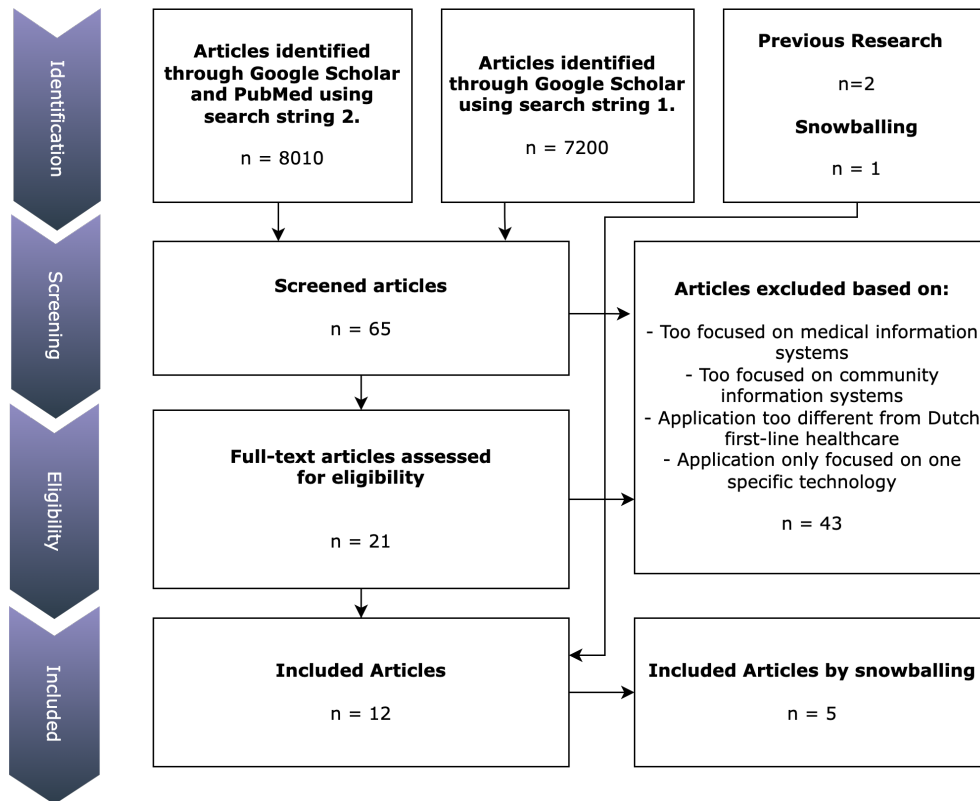 Identification
Articles identified
through Google Scholar
and PubMed using
search string 2.
n = 8010
Articles identified
through Google Scholar
using search string 1.
n = 7200
Previous Research
n=2
Snowballing
n = 1
Screening
Screened articles
n = 65
Articles excluded based on:
- Too focused on medical information
systems
- Too focused on community
information systems
- Application too different from Dutch
first-line healthcare
- Application only focused on one
specific technology
n = 43
Eligibility
Full-text articles assessed
for eligibility
n = 21
Included
Included Articles
n = 12
Included Articles by snowballing
n = 5